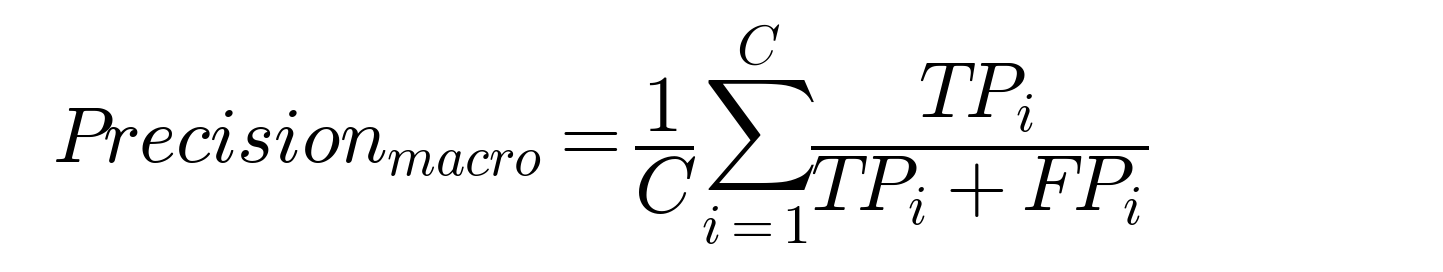 Precision_{macro} = \frac{1}{C} \sum_{i=1}^{C} \frac{TP_i}{TP_i + FP_i}